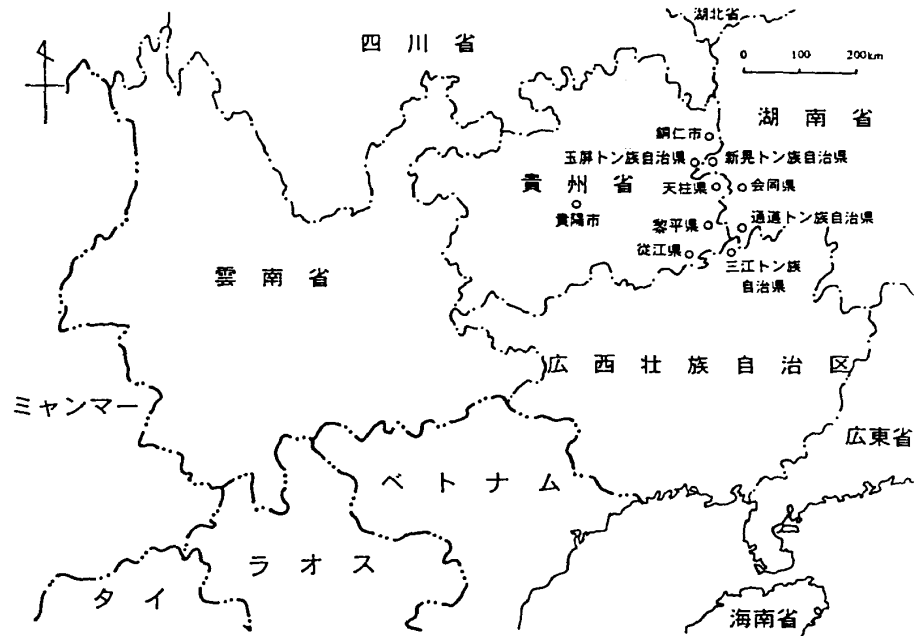 湖北省
四川省
0 100 200km
湖南省
銅仁市
玉屏トン族自治県
新晃トン族自治県
貴州省
天柱県
会同県
貴陽市
黎平県
通道トン族自治県
従江県
三江トン族
自治県
雲南省
広西壮族自治区
ミャンマー
広東省
ベトナム
ラオス
タイ
海南省